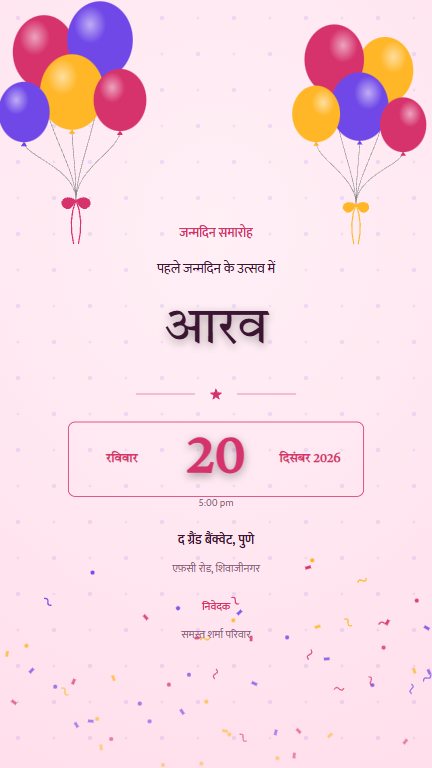 जन्मदिन समारोह
पहले जन्मदिन के उत्सव में
आरव
रविवार 20 दिसंबर 2026
5:00 pm
द ग्रैंड बैंक्वेट, पुणे
एफ़सी रोड, शिवाजीनगर
निवेदक
समस्त शर्मा परिवार